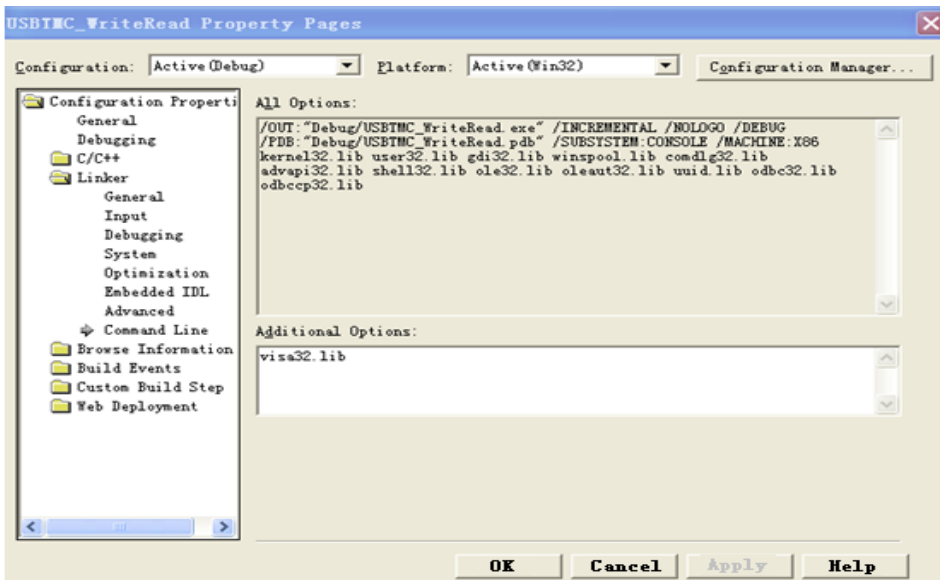 USBTMC_WriteRead Property Pages
Configuration: Active(Debug) Platform: Active(Win32) Configuration Manager...
Configuration Properti
General
Debugging
C/C++
Linker
General
Input
Debugging
System
Optimization
Embedded IDL
Advanced
Command Line
Browse Information
Build Events
Custom Build Step
Web Deployment
All Options:
/OUT:"Debug/USBTMC_WriteRead.exe" /INCREMENTAL /NOLOGO /DEBUG
/PDB:"Debug/USBTMC_WriteRead.pdb" /SUBSYSTEM:CONSOLE /MACHINE:X86
kernel32.lib user32.lib gdi32.lib winspool.lib comdlg32.lib
advapi32.lib shell32.lib ole32.lib oleaut32.lib uuid.lib odbc32.lib
odbccp32.lib
Additional Options:
visa32.lib
OK Cancel Apply Help